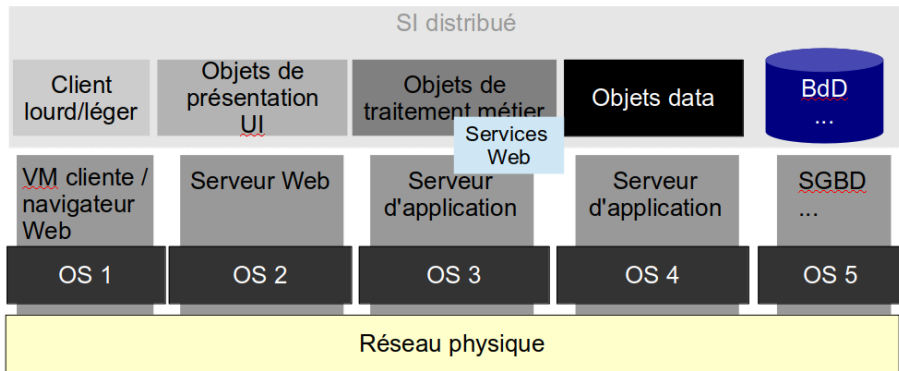 SI distribué
Client
lourd/léger
Objets de
présentation
UI
Objets de
traitement métier
Services
Web
Objets data
BdD
...
VM cliente /
navigateur
Web
Serveur Web
Serveur
d'application
Serveur
d'application
SGBD
...
OS 1
OS 2
OS 3
OS 4
OS 5
Réseau physique